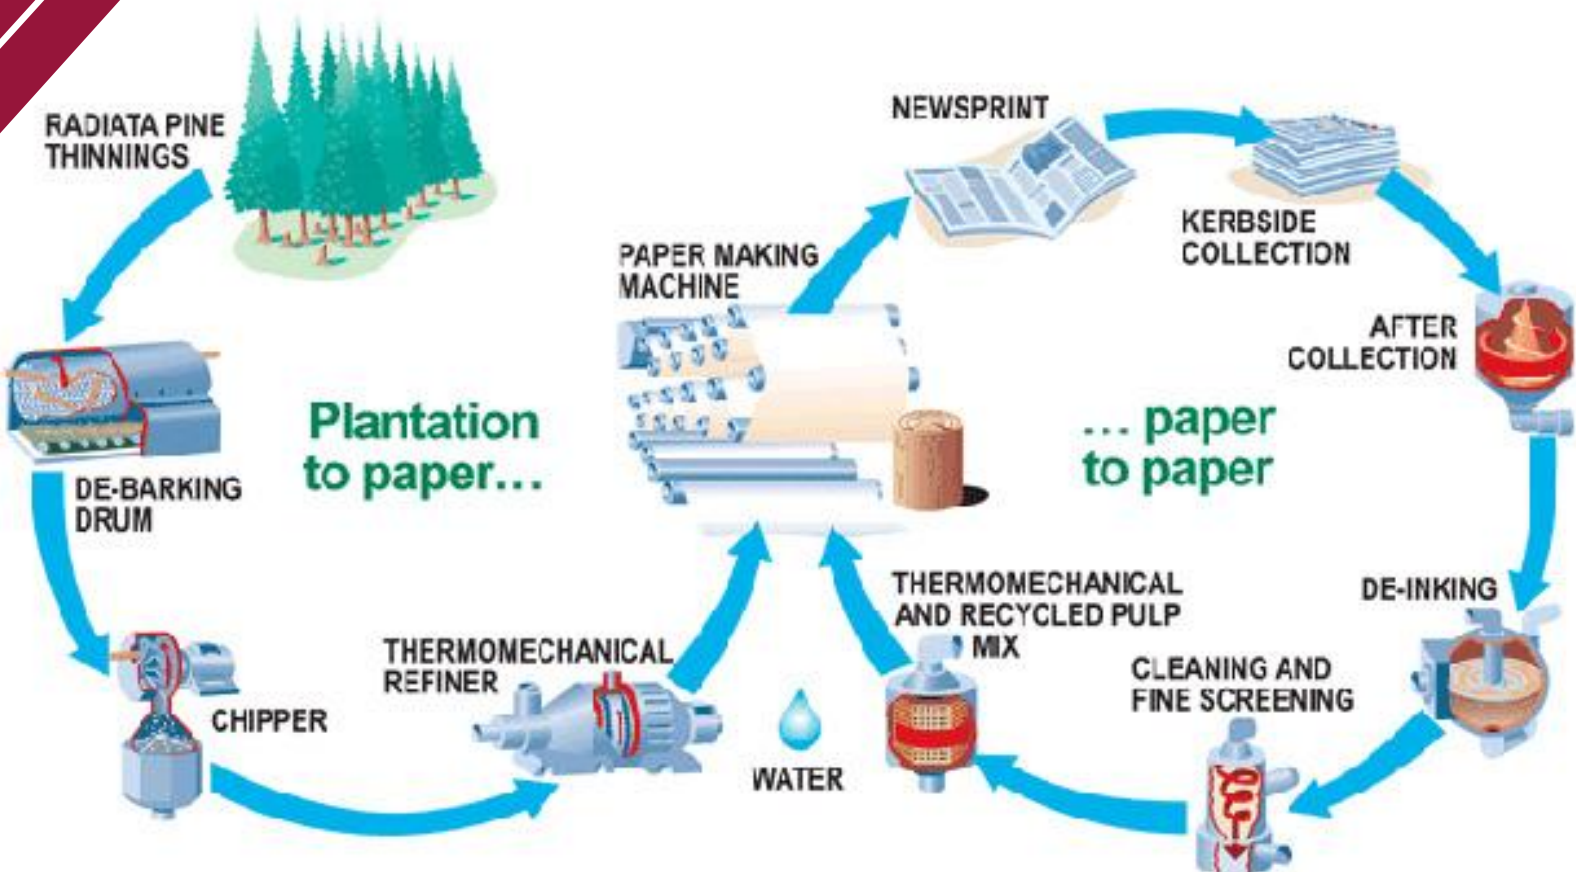 RADIATA PINE
THINNINGS
DE-BARKING
DRUM
CHIPPER
Plantation
to paper...
THERMOMECHANICAL
REFINER
PAPER MAKING
MACHINE
WATER
NEWSPRINT
KERBSIDE
COLLECTION
AFTER
COLLECTION
... paper
to paper
DE-INKING
CLEANING AND
FINE SCREENING
THERMOMECHANICAL
AND RECYCLED PULP
MIX